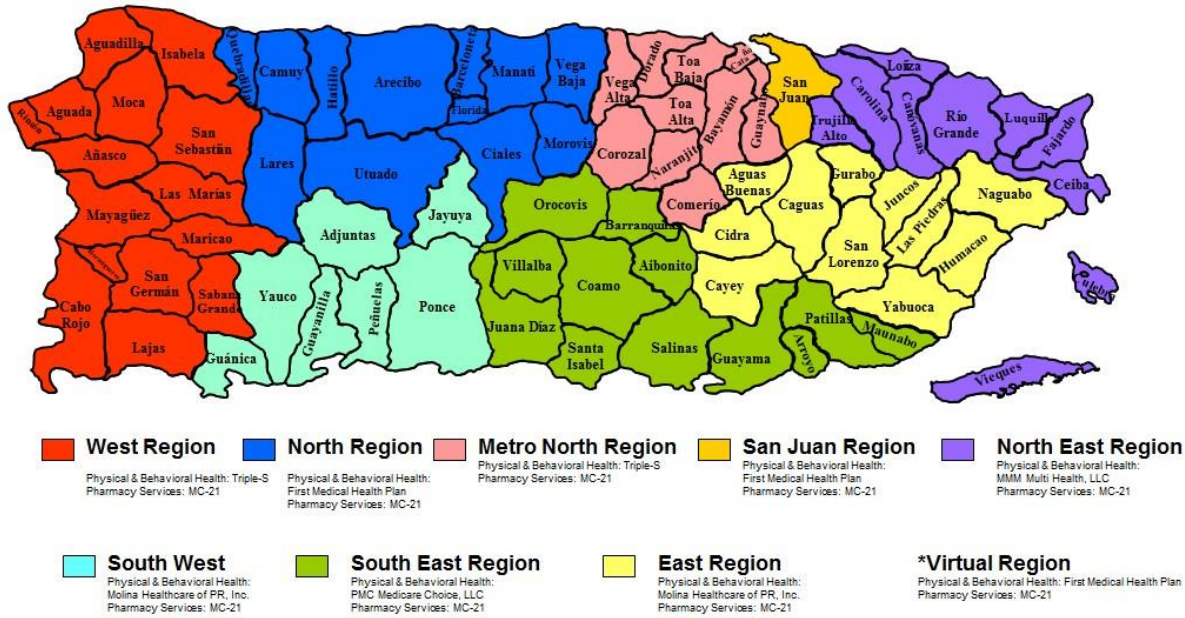 Aguadilla
Isabela
Quebradilla
Camuy
Hatillo
Arecibo
Barceloneta
Manatí
Vega
Baja
Vega
Alta
Dorado
Toa
Baja
Toa
Alta
Bayamón
Guaynabo
San
Juan
Trujillo
Alto
Carolina
Loíza
Canóvanas
Río
Grande
Luquillo
Fajardo
Ceiba
Rincón
Aguada
Moca
San
Sebastián
Añasco
Las Marías
Mayagüez
Maricao
San
Germán
Sabana
Grande
Cabo
Rojo
Lajas
Lares
Utuado
Florida
Ciales
Morovis
Corozal
Naranjito
Comerío
Adjuntas
Jayuya
Yauco
Guayanilla
Peñuelas
Ponce
Guánica
Orocovis
Barranquitas
Villalba
Coamo
Aibonito
Juana Díaz
Santa
Isabel
Salinas
Guayama
Arroyo
Patillas
Maunabo
Aguas
Buenas
Caguas
Gurabo
Cidra
Cayey
San
Lorenzo
Juncos
Las Piedras
Naguabo
Humacao
Yabucoa
Culebra
Vieques
West Region
Physical & Behavioral Health: Triple-S
Pharmacy Services: MC-21
North Region
Physical & Behavioral Health:
First Medical Health Plan
Pharmacy Services: MC-21
Metro North Region
Physical & Behavioral Health: Triple-S
Pharmacy Services: MC-21
San Juan Region
Physical & Behavioral Health:
First Medical Health Plan
Pharmacy Services: MC-21
North East Region
Physical & Behavioral Health:
MMM Multi Health, LLC
Pharmacy Services: MC-21
South West
Physical & Behavioral Health:
Molina Healthcare of PR, Inc.
Pharmacy Services: MC-21
South East Region
Physical & Behavioral Health:
PMC Medicare Choice, LLC
Pharmacy Services: MC-21
East Region
Physical & Behavioral Health:
Molina Healthcare of PR, Inc.
Pharmacy Services: MC-21
*Virtual Region
Physical & Behavioral Health: First Medical Health Plan
Pharmacy Services: MC-21